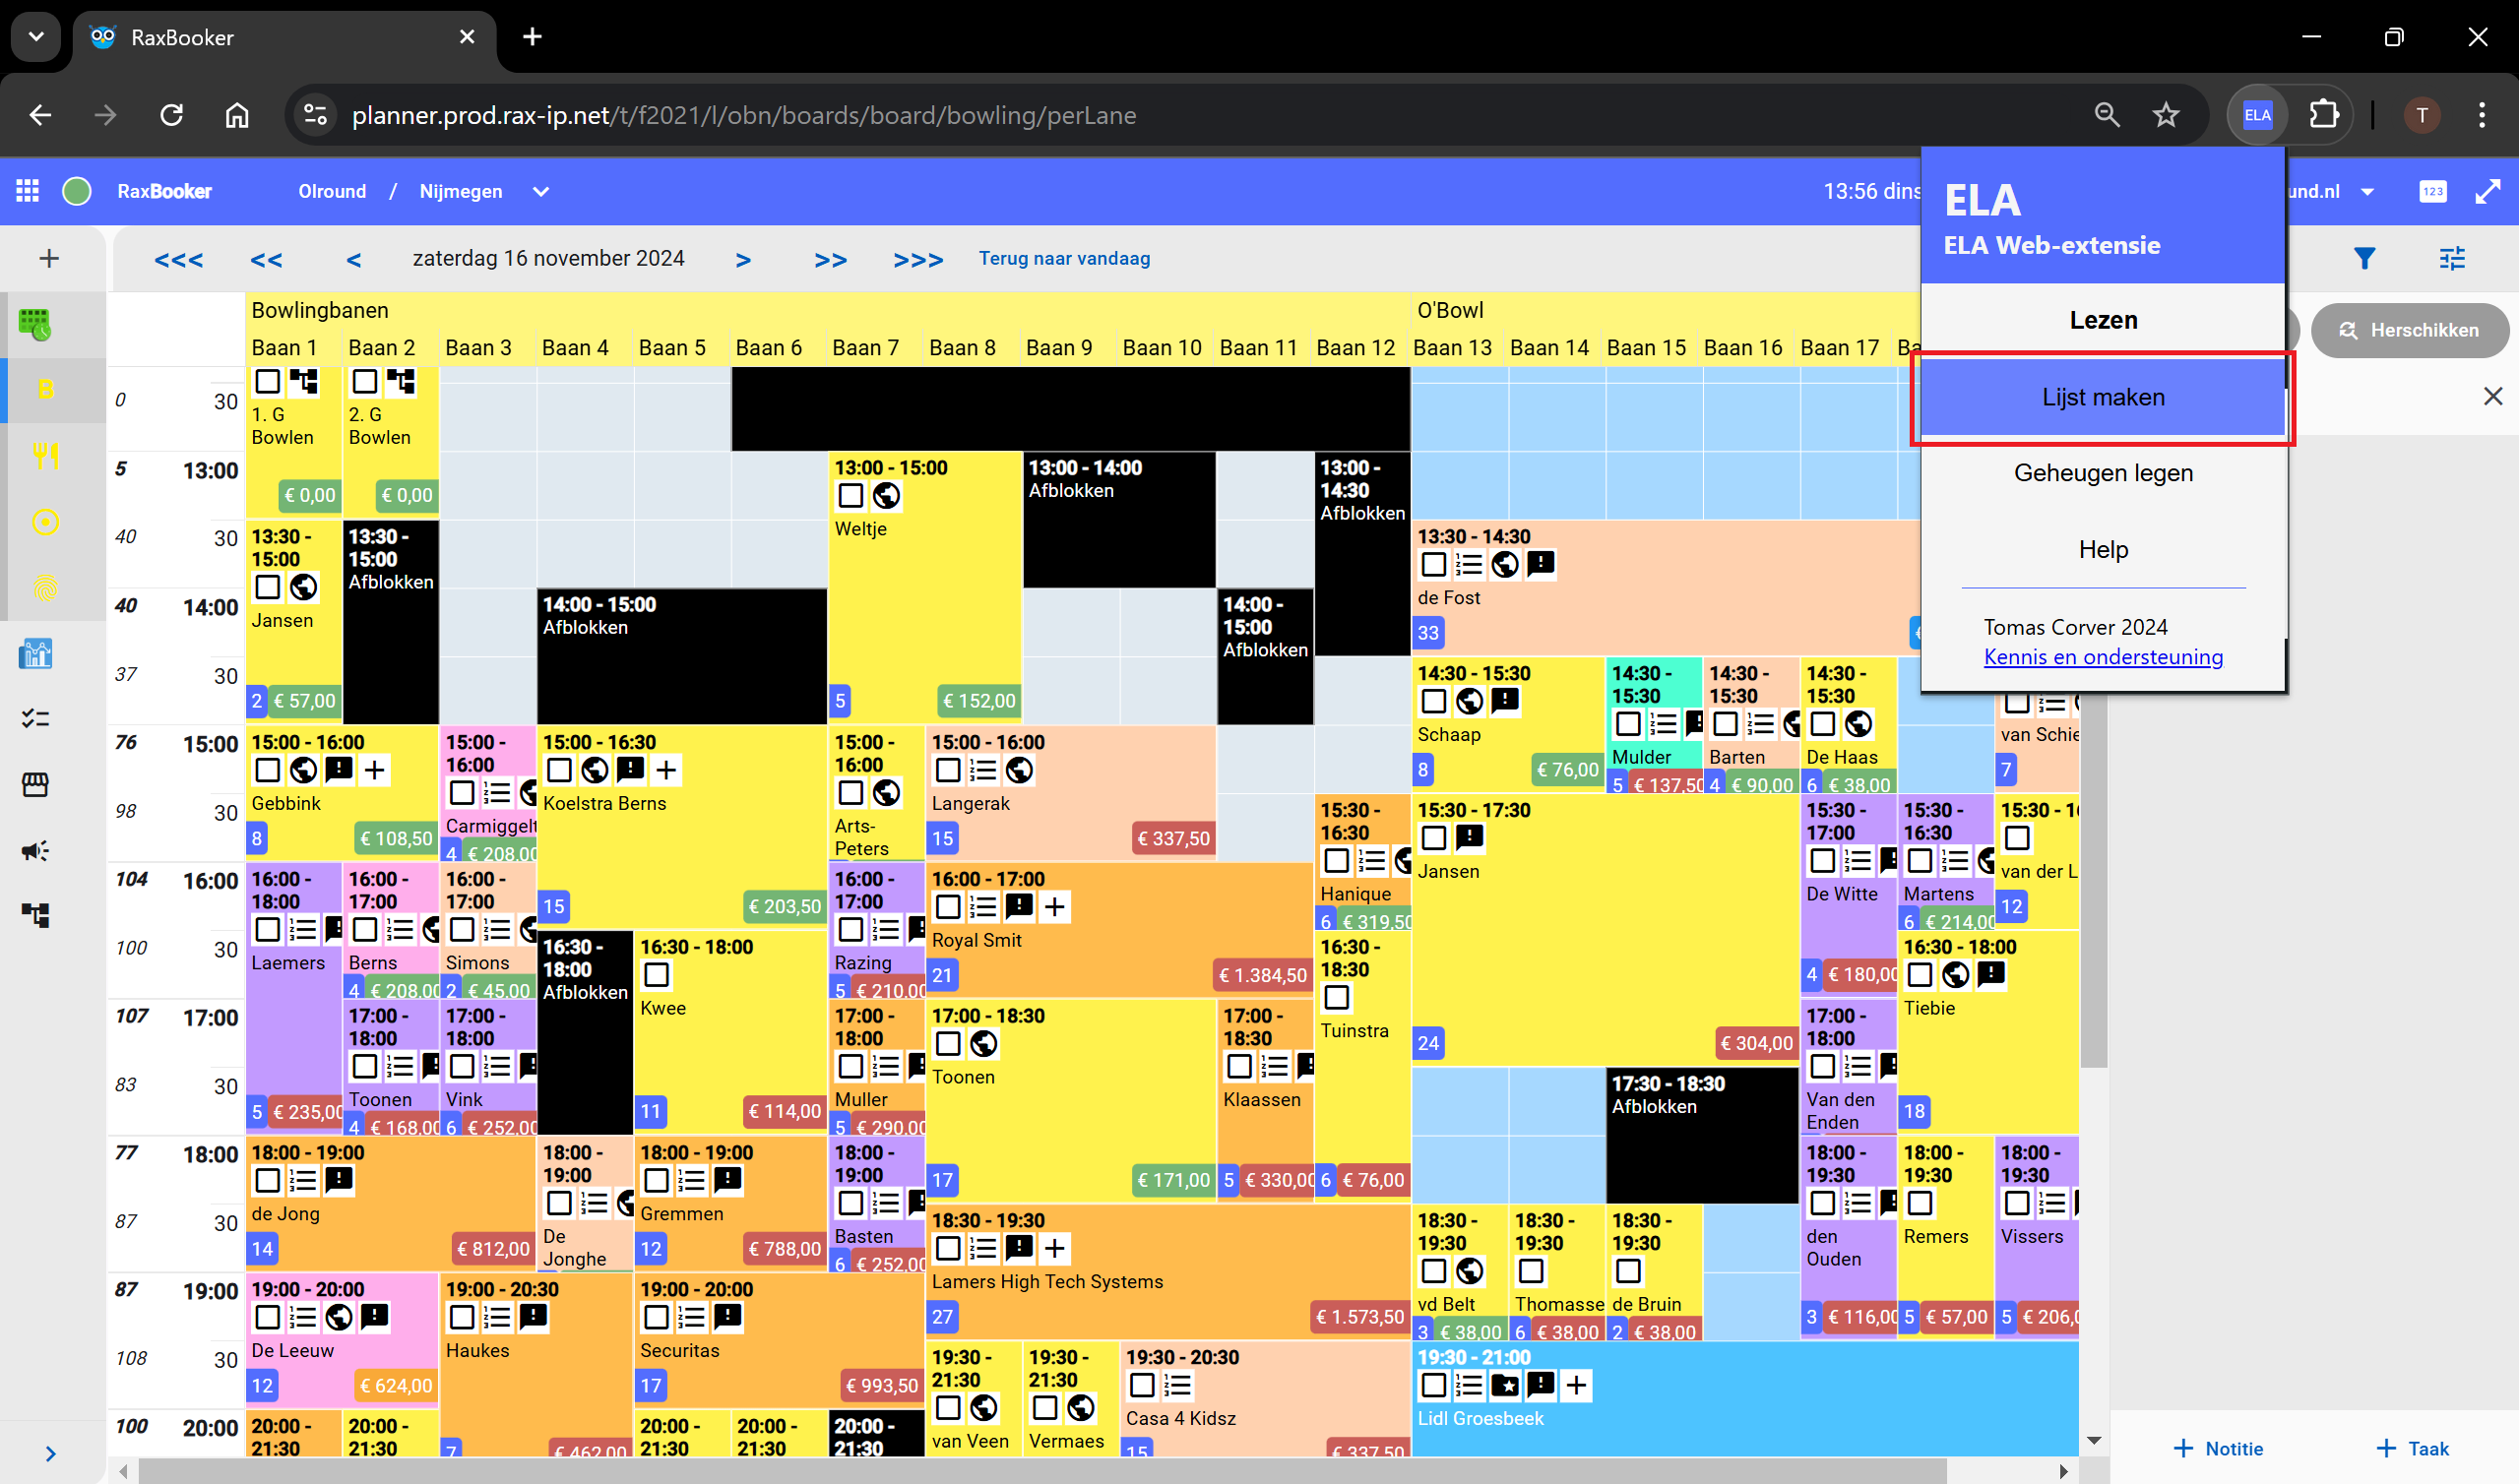 RaxBooker
planner.prod.rax-ip.net/t/f2021/l/obn/boards/board/bowling/perLane
ELA
T
RaxBooker
Olround / Nijmegen
13:56 dins
und.nl
123
ELA
ELA Web-extensie
Lezen
Lijst maken
Geheugen legen
Help
Tomas Corver 2024
Kennis en ondersteuning
<<< << < zaterdag 16 november 2024 > >> >>> Terug naar vandaag
Herschikken
Bowlingbanen
O'Bowl
Baan 1 Baan 2 Baan 3 Baan 4 Baan 5 Baan 6 Baan 7 Baan 8 Baan 9 Baan 10 Baan 11 Baan 12 Baan 13 Baan 14 Baan 15 Baan 16 Baan 17
B
0 30
5 13:00
40 30
40 14:00
37 30
76 15:00
98 30
104 16:00
100 30
107 17:00
83 30
77 18:00
87 30
87 19:00
108 30
100 20:00
1. G
Bowlen
€ 0,00
2. G
Bowlen
€ 0,00
13:00 - 15:00
Weltje
5 € 152,00
13:00 - 14:00
Afblokken
13:00 -
14:30
Afblokken
13:30 -
15:00
Jansen
2 € 57,00
13:30 -
15:00
Afblokken
13:30 - 14:30
de Fost
33
14:00 - 15:00
Afblokken
14:00 -
15:00
Afblokken
14:30 - 15:30
Schaap
8 € 76,00
14:30 -
15:30
Mulder
5 € 137,50
14:30 -
15:30
Barten
4 € 90,00
14:30 -
15:30
De Haas
6 € 38,00
van Schie
7
15:00 - 16:00
Gebbink
8 € 108,50
15:00 -
16:00
Carmiggelt
4 € 208,00
15:00 - 16:30
Koelstra Berns
15 € 203,50
15:00 -
16:00
Arts-
Peters
15:00 - 16:00
Langerak
15 € 337,50
15:30 -
16:30
Hanique
6 € 319,50
15:30 - 17:30
Jansen
24 € 304,00
15:30 -
17:00
De Witte
4 € 180,00
15:30 -
16:30
Martens
6 € 214,00
15:30 - 1
van der L
12
16:00 -
18:00
Laemers
5 € 235,00
16:00 -
17:00
Berns
4 € 208,00
16:00 -
17:00
Simons
2 € 45,00
16:00 -
17:00
Razing
5 € 210,00
16:00 - 17:00
Royal Smit
21 € 1.384,50
16:30 -
18:00
Afblokken
16:30 - 18:00
Kwee
11 € 114,00
16:30 -
18:30
Tuinstra
6 € 76,00
16:30 - 18:00
Tiebie
18
17:00 -
18:00
Toonen
4 € 168,00
17:00 -
18:00
Vink
6 € 252,00
17:00 -
18:00
Muller
5 € 290,00
17:00 - 18:30
Toonen
17 € 171,00
17:00 -
18:30
Klaassen
5 € 330,00
17:00 -
18:00
Van den
Enden
17:30 - 18:30
Afblokken
18:00 - 19:00
de Jong
14 € 812,00
18:00 -
19:00
De
Jonghe
18:00 - 19:00
Gremmen
12 € 788,00
18:00 -
19:00
Basten
6 € 252,00
18:00 -
19:30
den
Ouden
3 € 116,00
18:00 -
19:30
Remers
5 € 57,00
18:00 -
19:30
Vissers
5 € 206,0
18:30 - 19:30
Lamers High Tech Systems
27 € 1.573,50
18:30 -
19:30
vd Belt
3 € 38,00
18:30 -
19:30
Thomasse
6 € 38,00
18:30 -
19:30
de Bruin
2 € 38,00
19:00 - 20:00
De Leeuw
12 € 624,00
19:00 - 20:30
Haukes
7 € 462,00
19:00 - 20:00
Securitas
17 € 993,50
19:30 -
21:30
van Veen
19:30 -
21:30
Vermaes
19:30 - 20:30
Casa 4 Kidsz
15 € 337,50
19:30 - 21:00
Lidl Groesbeek
20:00 -
21:30
20:00 -
21:30
20:00 -
21:30
20:00 -
21:30
20:00 -
21:30
+ Notitie
+ Taak